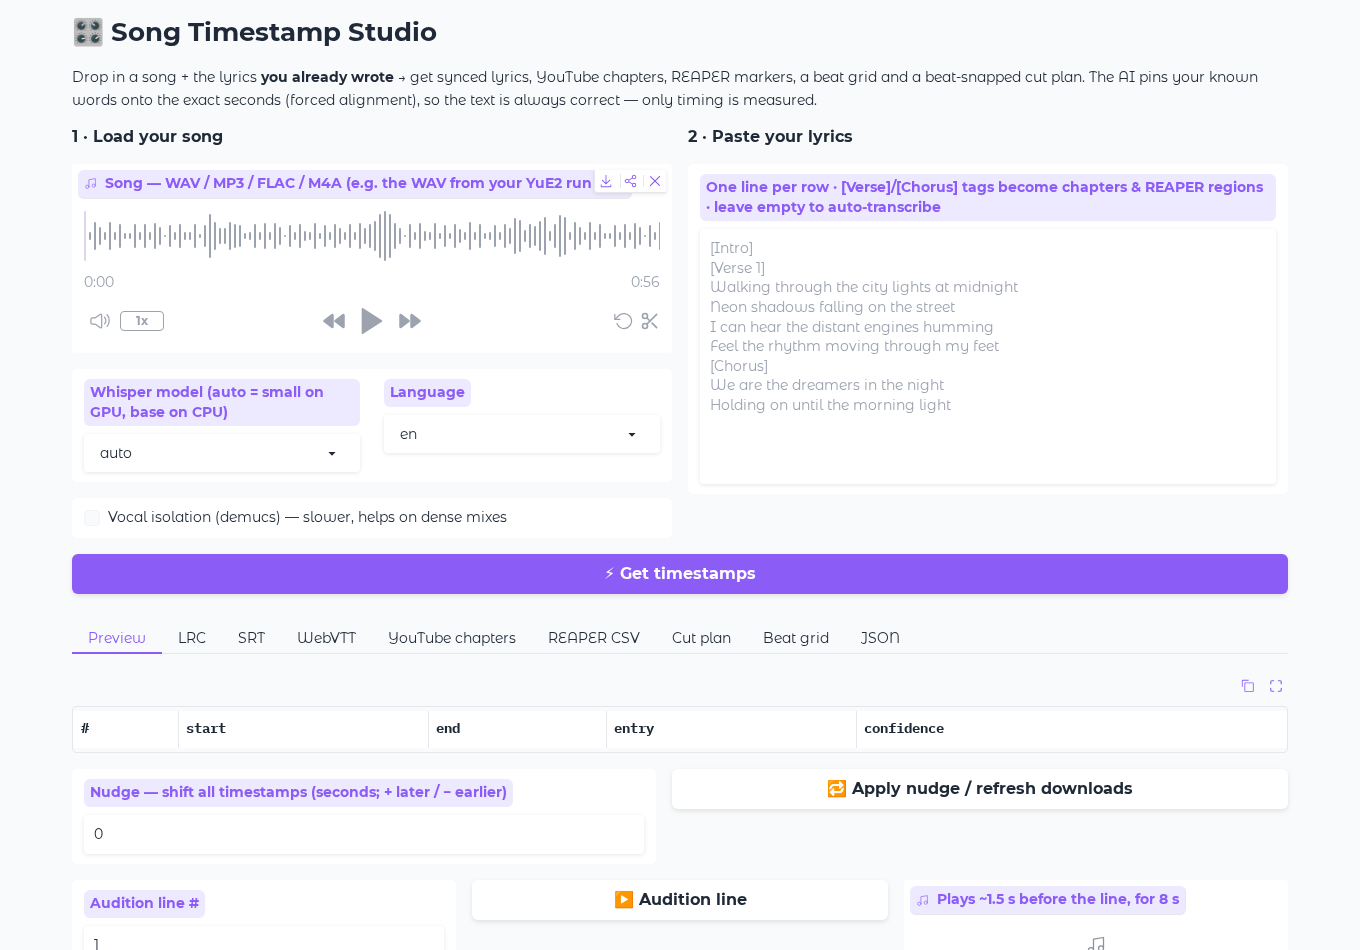 🎛️ Song Timestamp Studio
Drop in a song + the lyrics you already wrote → get synced lyrics, YouTube chapters, REAPER markers, a beat grid and a beat-snapped cut plan. The AI pins your known
words onto the exact seconds (forced alignment), so the text is always correct — only timing is measured.
1 · Load your song
Song — WAV / MP3 / FLAC / M4A (e.g. the WAV from your YuE2 run
0:00
0:56
1x
Whisper model (auto = small on
GPU, base on CPU)
auto
Language
en
Vocal isolation (demucs) — slower, helps on dense mixes
2 · Paste your lyrics
One line per row · [Verse]/[Chorus] tags become chapters & REAPER regions
· leave empty to auto-transcribe
[Intro]
[Verse 1]
Walking through the city lights at midnight
Neon shadows falling on the street
I can hear the distant engines humming
Feel the rhythm moving through my feet
[Chorus]
We are the dreamers in the night
Holding on until the morning light
⚡ Get timestamps
Preview LRC SRT WebVTT YouTube chapters REAPER CSV Cut plan Beat grid JSON
# start end entry confidence
Nudge — shift all timestamps (seconds; + later / − earlier)
0
🔁 Apply nudge / refresh downloads
Audition line #
1
▶️ Audition line
Plays ~1.5 s before the line, for 8 s